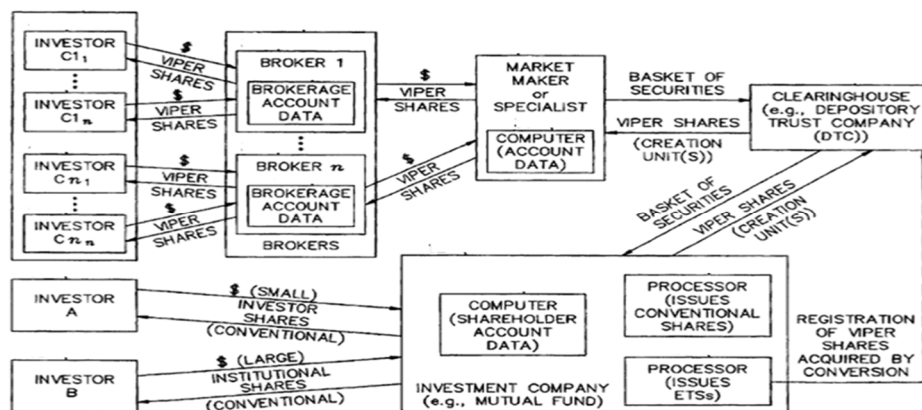 INVESTOR
C1₁
INVESTOR
C1ₙ
INVESTOR
Cn₁
INVESTOR
Cnₙ
$
VIPER
SHARES
$
VIPER
SHARES
$
VIPER
SHARES
$
VIPER
SHARES
BROKER 1
BROKERAGE
ACCOUNT
DATA
BROKER n
BROKERAGE
ACCOUNT
DATA
BROKERS
$
VIPER
SHARES
$
VIPER
SHARES
MARKET
MAKER
or
SPECIALIST
COMPUTER
(ACCOUNT
DATA)
BASKET OF
SECURITIES
VIPER SHARES
(CREATION
UNIT(S))
CLEARINGHOUSE
(e.g., DEPOSITORY
TRUST COMPANY
(DTC))
BASKET OF
SECURITIES
VIPER SHARES
(CREATION
UNIT(S))
INVESTOR
A
$ (SMALL)
INVESTOR
SHARES
(CONVENTIONAL)
INVESTOR
B
$ (LARGE)
INSTITUTIONAL
SHARES
(CONVENTIONAL)
COMPUTER
(SHAREHOLDER
ACCOUNT
DATA)
PROCESSOR
(ISSUES
CONVENTIONAL
SHARES)
PROCESSOR
(ISSUES
ETSs)
INVESTMENT COMPANY
(e.g., MUTUAL FUND)
REGISTRATION
OF VIPER
SHARES
ACQUIRED BY
CONVERSION